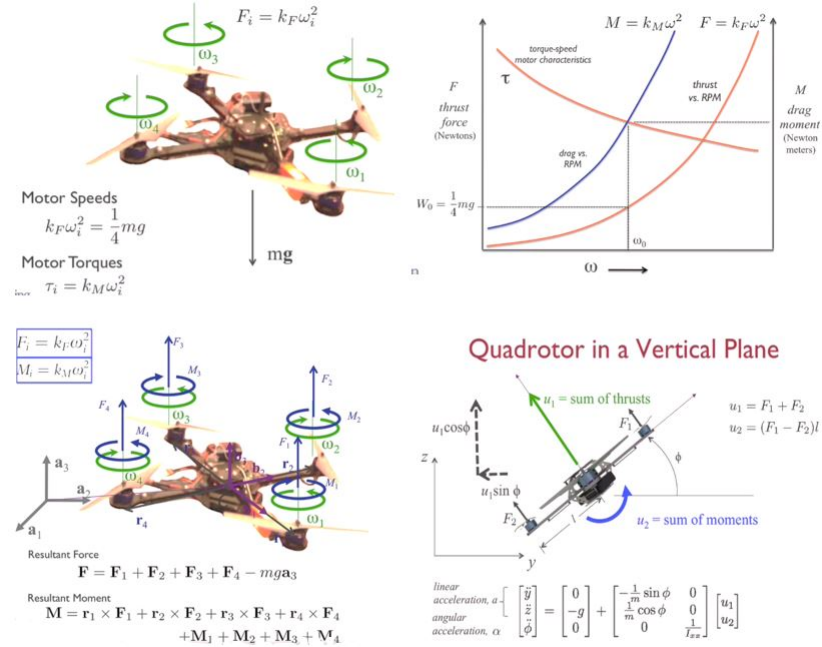 F_i = k_F ω_i^2
ω_3
ω_2
ω_4
ω_1
Motor Speeds
k_F ω_i^2 = 1/4 mg
mg
Motor Torques
τ_i = k_M ω_i^2
M = k_M ω^2 F = k_F ω^2
torque-speed
motor characteristics
τ
F
thrust
force
(Newtons)
thrust
vs. RPM
M
drag
moment
(Newton
meters)
drag vs.
RPM
W_0 = 1/4 mg
ω_0
ω
F_i = k_F ω_i^2
M_i = k_M ω_i^2
F_3
M_3
ω_3
F_2
M_2
ω_2
F_4
M_4
ω_4
F_1
M_1
ω_1
r_2
r_4
a_3
a_2
a_1
Resultant Force
F = F_1 + F_2 + F_3 + F_4 − mga_3
Resultant Moment
M = r_1 × F_1 + r_2 × F_2 + r_3 × F_3 + r_4 × F_4
+M_1 + M_2 + M_3 + M_4
Quadrotor in a Vertical Plane
u_1 = sum of thrusts
F_1
u_1 = F_1 + F_2
u_2 = (F_1 − F_2)l
u_1cosϕ
z
ϕ
u_1sin ϕ
F_2
l
u_2 = sum of moments
y
linear
acceleration, a
angular
acceleration, α
[ÿ z̈ ϕ̈] = [0 −g 0] + [−1/m sin ϕ 0 1/m cos ϕ 0 0 1/I_xx] [u_1 u_2]